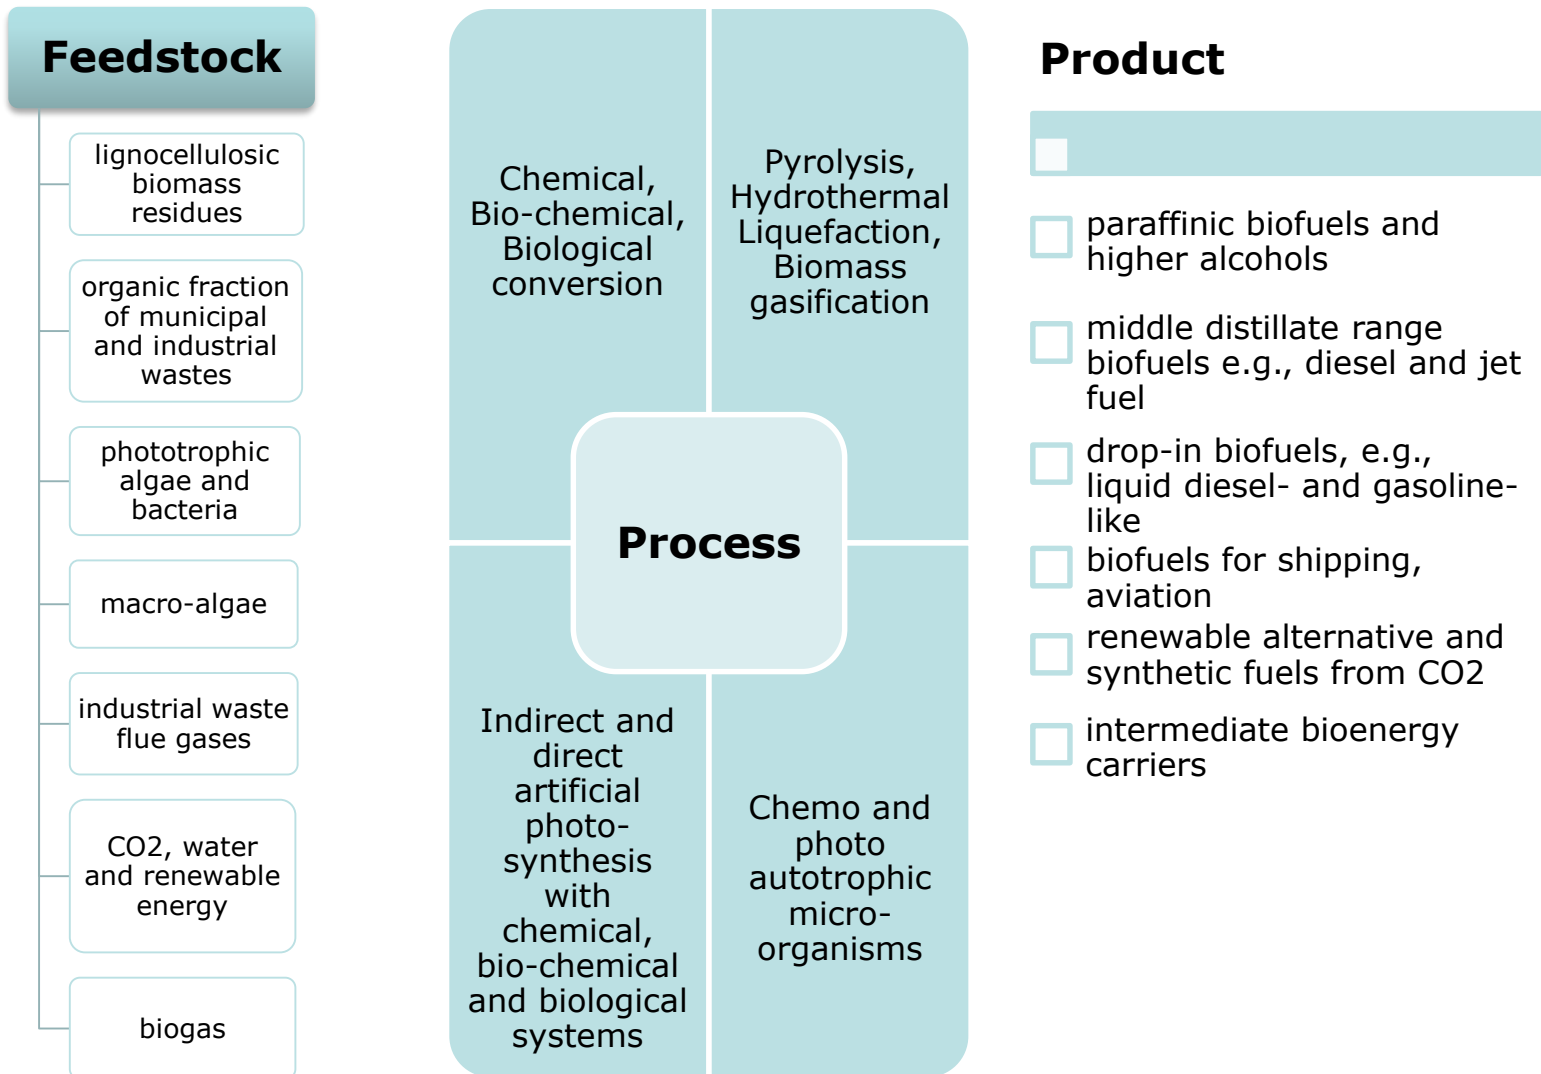 Feedstock
lignocellulosic
biomass
residues
organic fraction
of municipal
and industrial
wastes
phototrophic
algae and
bacteria
macro-algae
industrial waste
flue gases
CO2, water
and renewable
energy
biogas
Chemical,
Bio-chemical,
Biological
conversion
Pyrolysis,
Hydrothermal
Liquefaction,
Biomass
gasification
Process
Indirect and
direct
artificial
photo-
synthesis
with
chemical,
bio-chemical
and biological
systems
Chemo and
photo
autotrophic
micro-
organisms
Product
paraffinic biofuels and
higher alcohols
middle distillate range
biofuels e.g., diesel and jet
fuel
drop-in biofuels, e.g.,
liquid diesel- and gasoline-
like
biofuels for shipping,
aviation
renewable alternative and
synthetic fuels from CO2
intermediate bioenergy
carriers